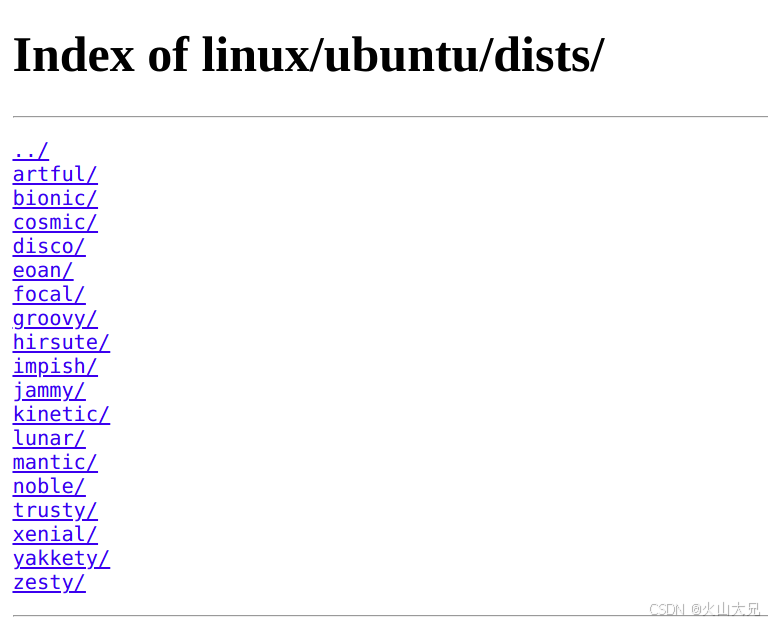 Index of linux/ubuntu/dists/
../
artful/
bionic/
cosmic/
disco/
eoan/
focal/
groovy/
hirsute/
impish/
jammy/
kinetic/
lunar/
mantic/
noble/
trusty/
xenial/
yakkety/
zesty/
CSDN @火山大兄